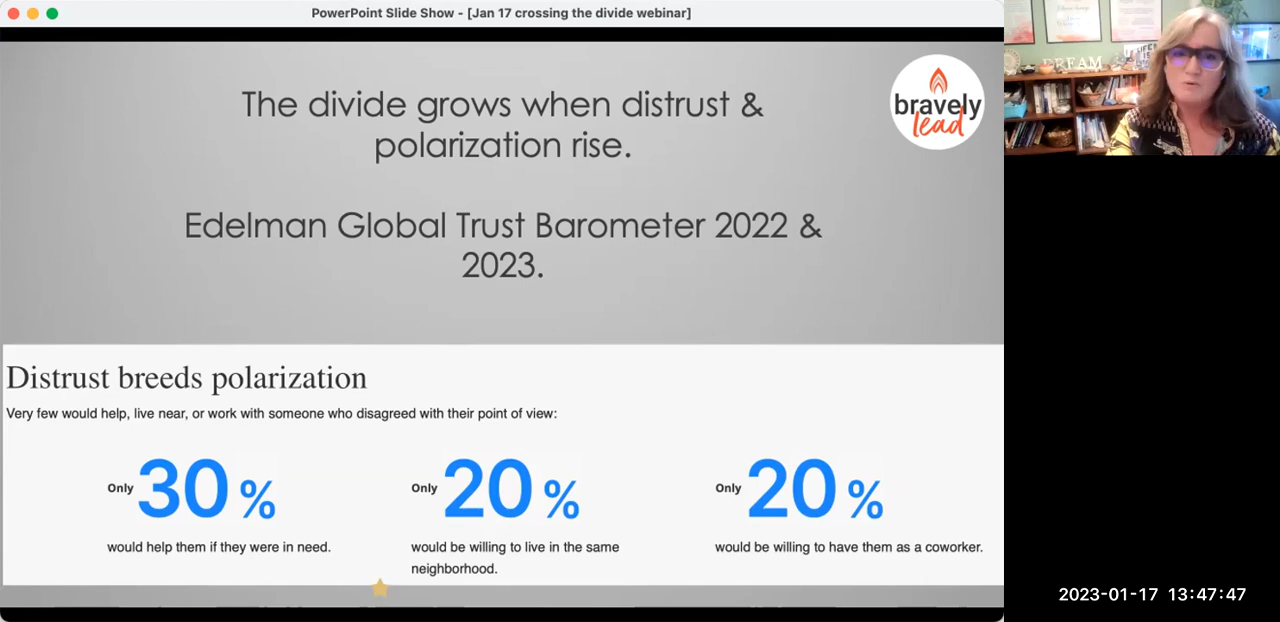 PowerPoint Slide Show - [Jan 17 crossing the divide webinar]
The divide grows when distrust &
polarization rise.
Edelman Global Trust Barometer 2022 &
2023.
bravely
lead
DREAM
Distrust breeds polarization
Very few would help, live near, or work with someone who disagreed with their point of view:
Only 30 %
would help them if they were in need.
Only 20 %
would be willing to live in the same
neighborhood.
Only 20 %
would be willing to have them as a coworker.
2023-01-17 13:47:47